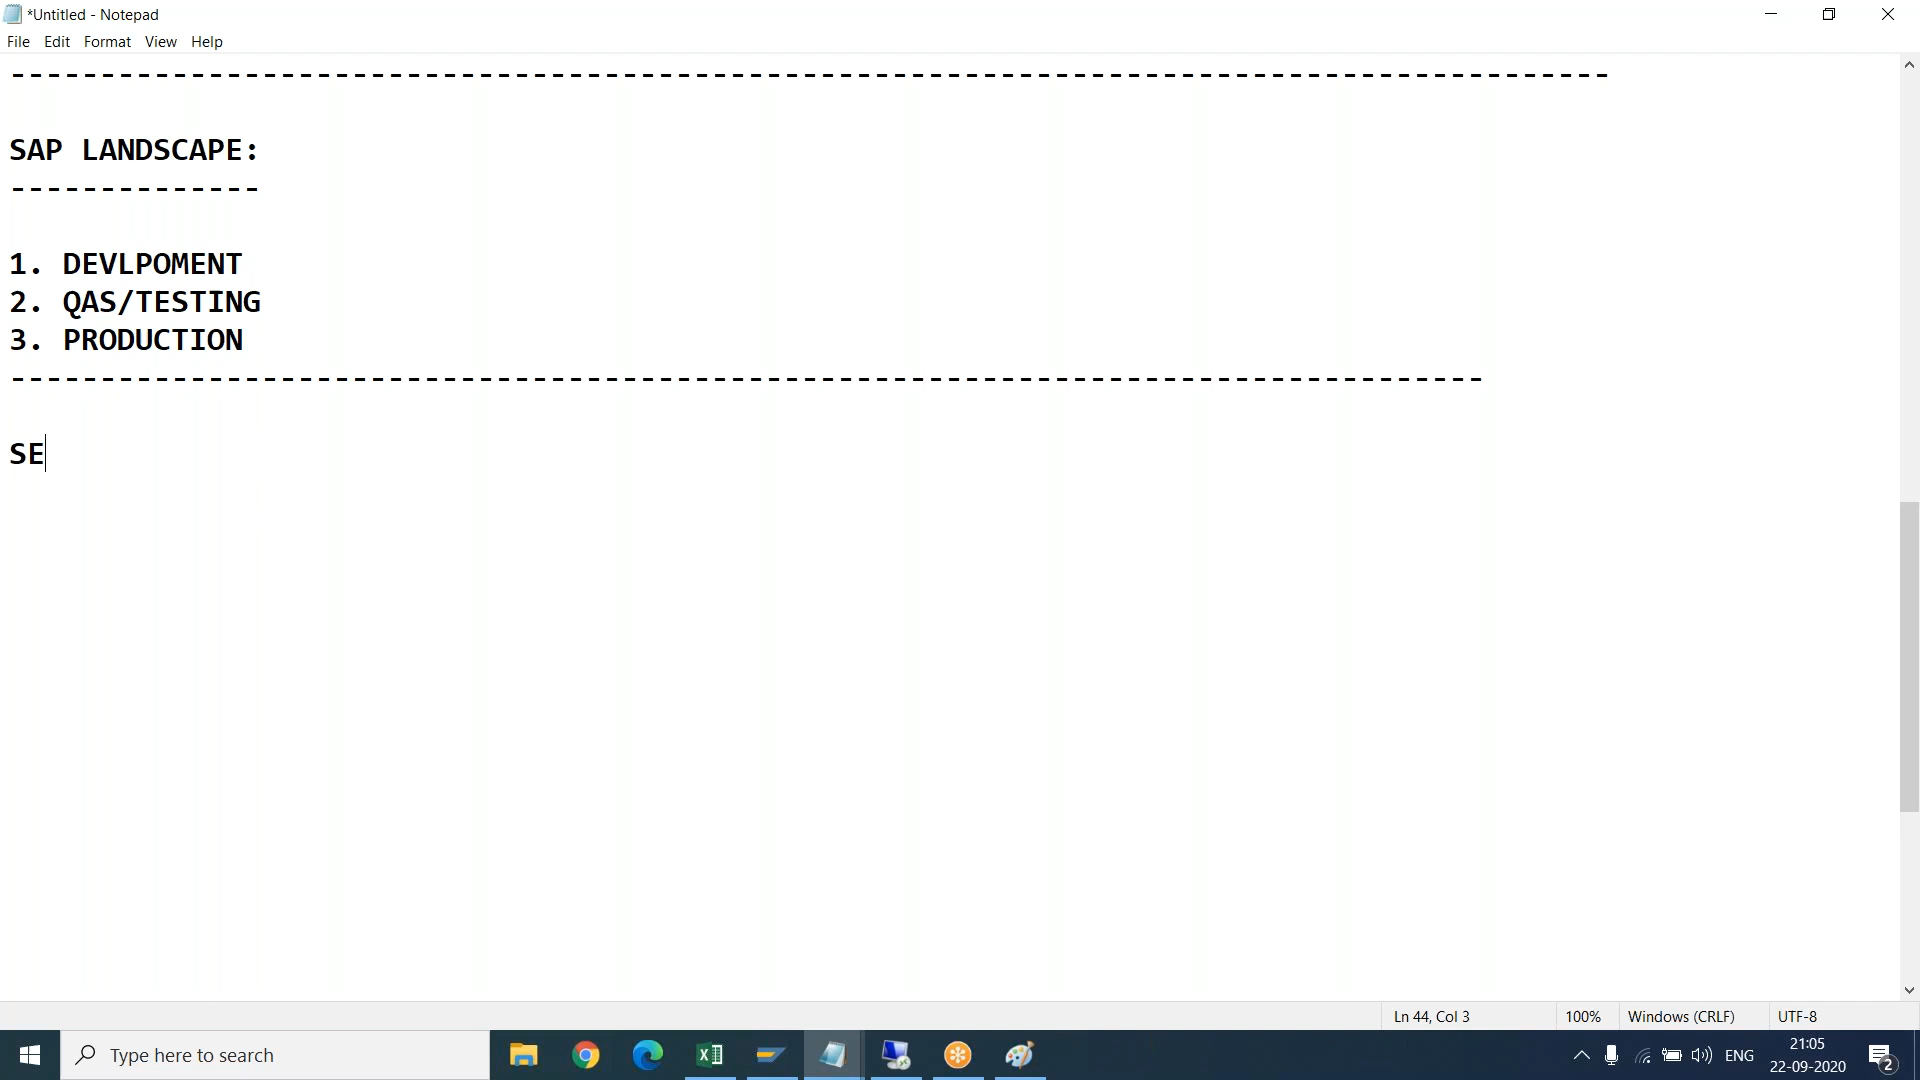 *Untitled - Notepad
File Edit Format View Help
-----------------------------------------------------------------------------------------
SAP LANDSCAPE:
--------------
1. DEVLPOMENT
2. QAS/TESTING
3. PRODUCTION
----------------------------------------------------------------------------------
SE
Ln 44, Col 3 100% Windows (CRLF) UTF-8
Type here to search
ENG
21:05
22-09-2020
2